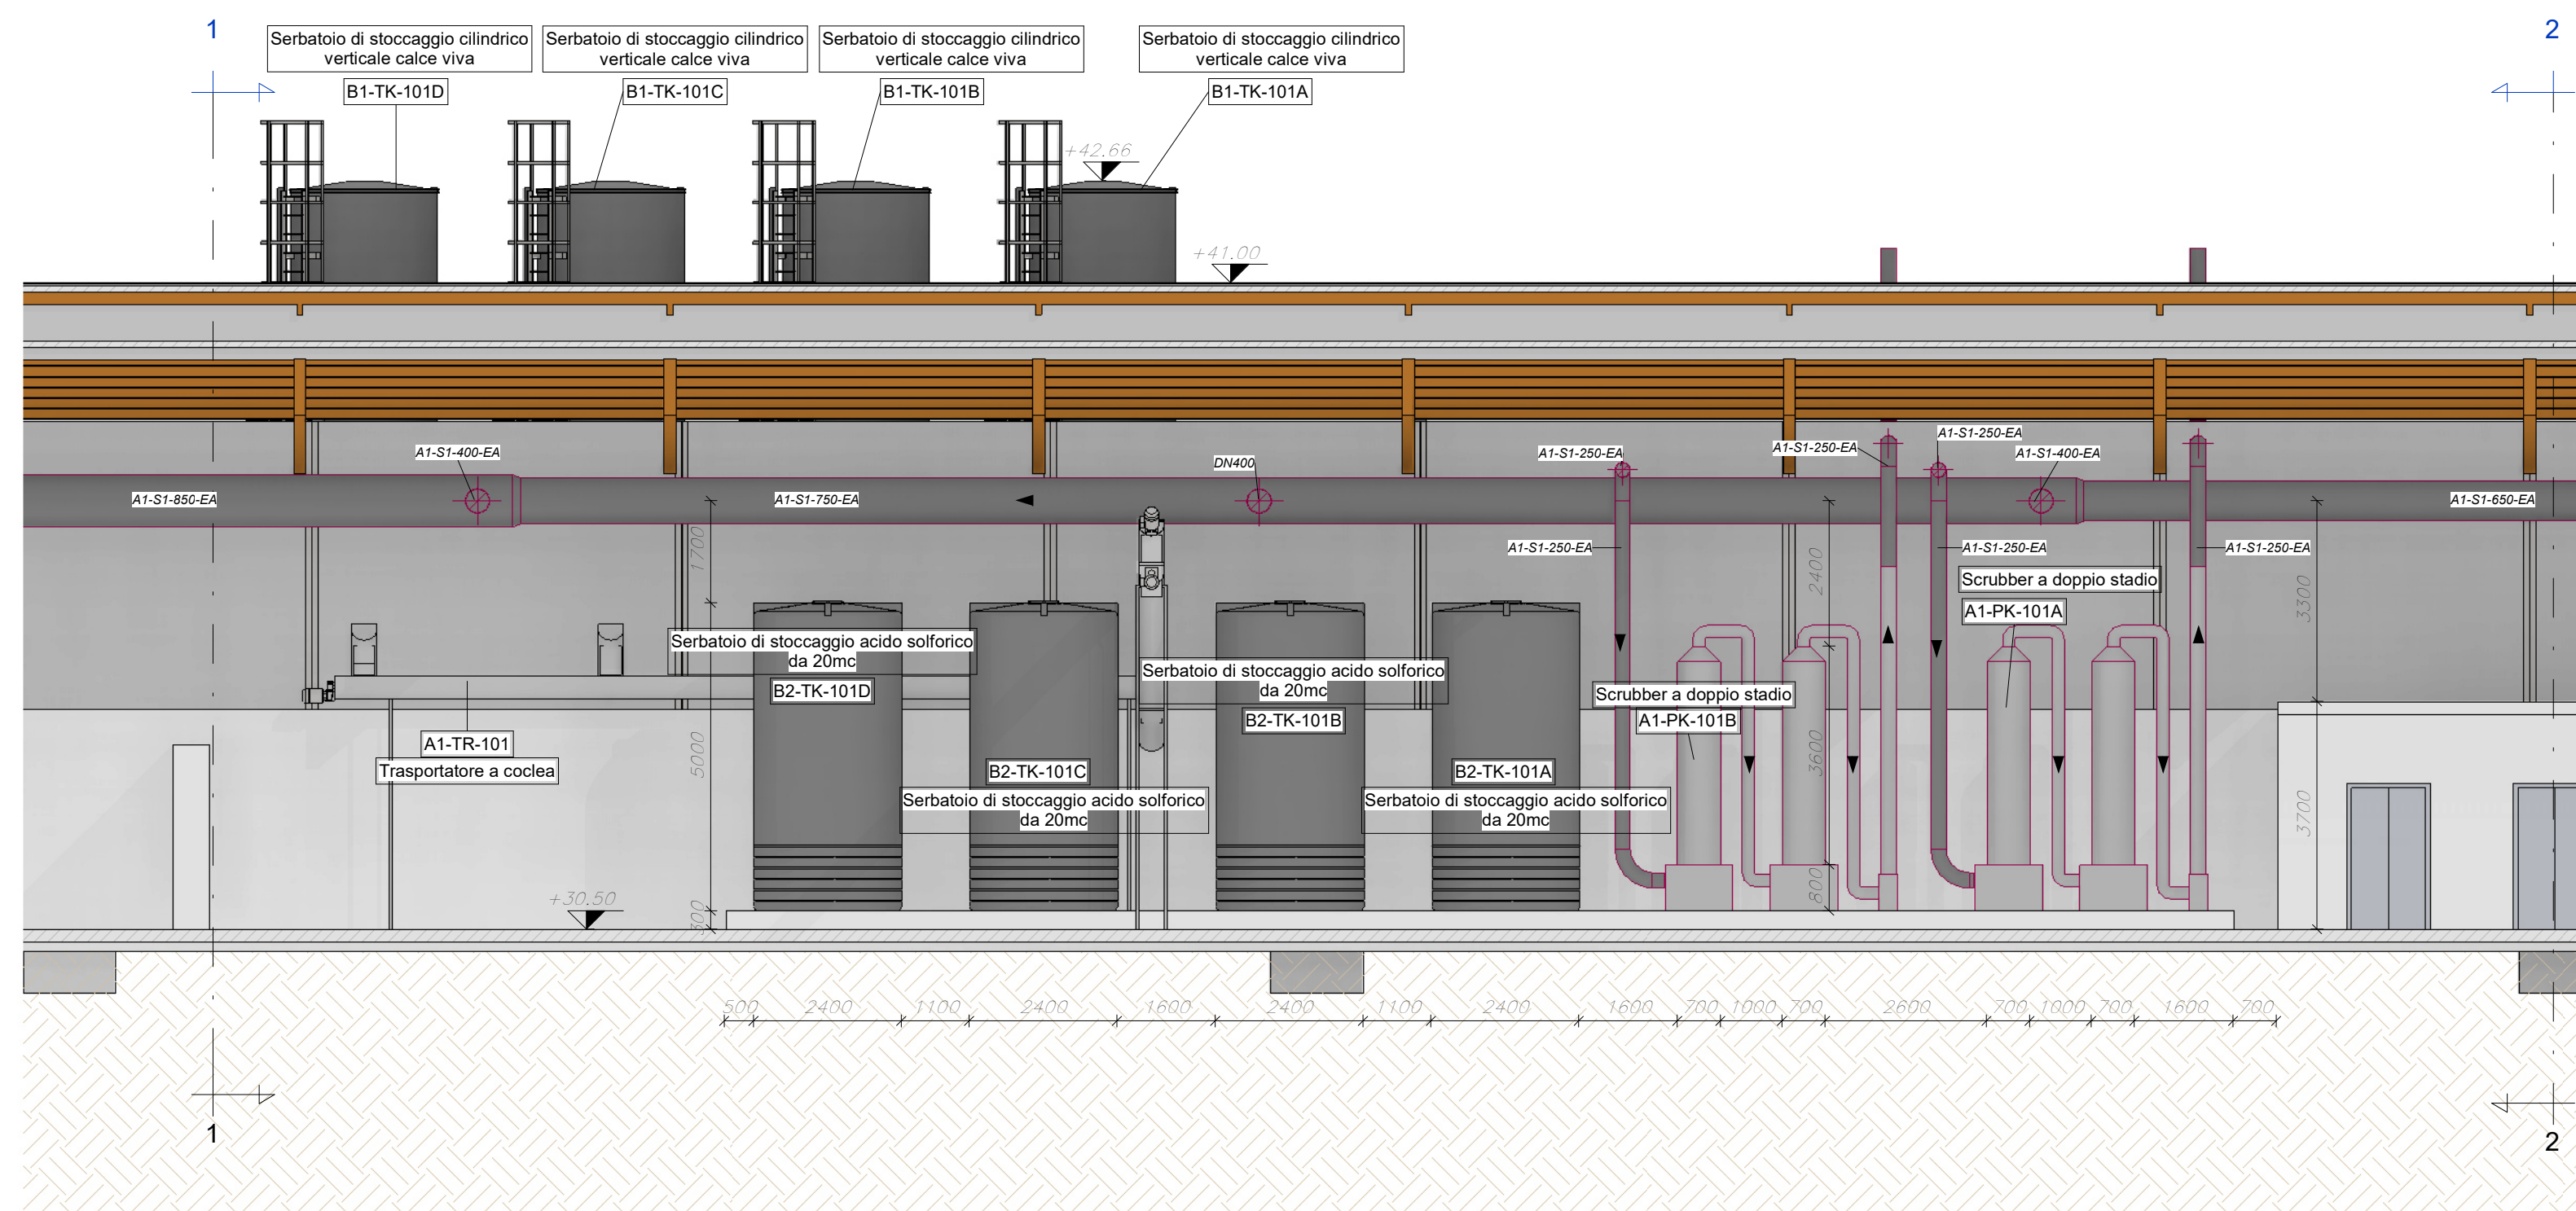 1
2
Serbatoio di stoccaggio cilindrico
verticale calce viva
B1-TK-101D
Serbatoio di stoccaggio cilindrico
verticale calce viva
B1-TK-101C
Serbatoio di stoccaggio cilindrico
verticale calce viva
B1-TK-101B
Serbatoio di stoccaggio cilindrico
verticale calce viva
B1-TK-101A
+42.66
+41.00
A1-S1-400-EA
DN400
A1-S1-250-EA
A1-S1-250-EA
A1-S1-250-EA
A1-S1-400-EA
A1-S1-850-EA
A1-S1-750-EA
A1-S1-650-EA
A1-S1-250-EA
A1-S1-250-EA
A1-S1-250-EA
1700
2400
3300
Scrubber a doppio stadio
A1-PK-101A
Serbatoio di stoccaggio acido solforico
da 20mc
B2-TK-101D
Serbatoio di stoccaggio acido solforico
da 20mc
B2-TK-101B
Scrubber a doppio stadio
A1-PK-101B
A1-TR-101
Trasportatore a coclea
5000
B2-TK-101C
Serbatoio di stoccaggio acido solforico
da 20mc
B2-TK-101A
Serbatoio di stoccaggio acido solforico
da 20mc
3600
3700
800
+30.50
300
500 2400 1100 2400 1600 2400 1100 2400 1600 700 1000 700 2600 700 1000 700 1600 700
1
2